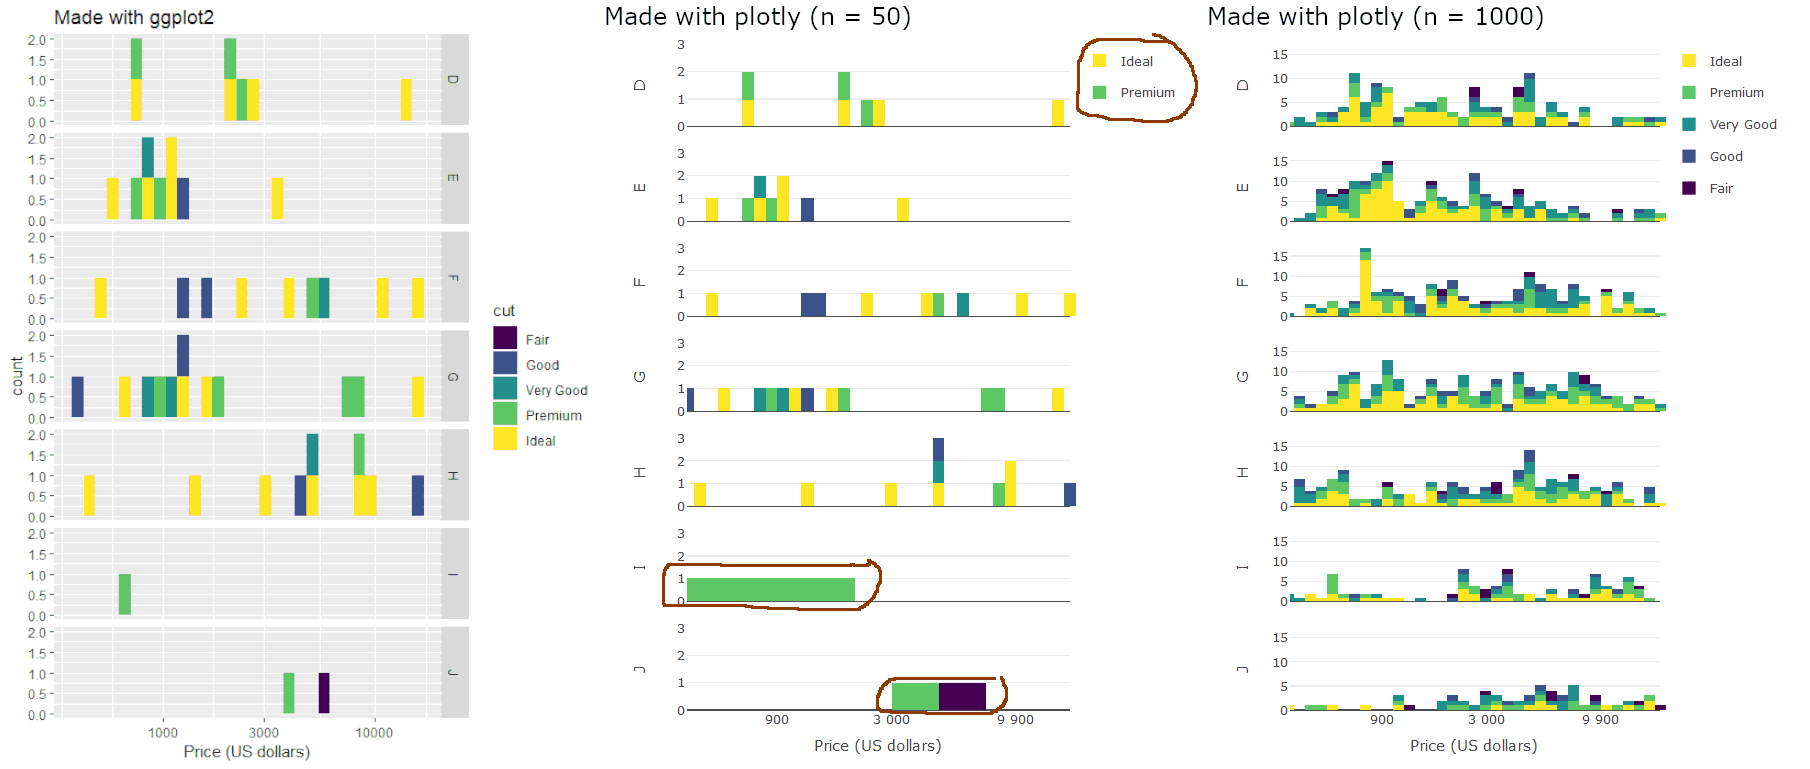 Made with ggplot2
2.0
1.5
1.0
0.5
0.0
D
2.0
1.5
1.0
0.5
0.0
E
2.0
1.5
1.0
0.5
0.0
F
2.0
1.5
1.0
0.5
0.0
G
2.0
1.5
1.0
0.5
0.0
H
2.0
1.5
1.0
0.5
0.0
I
2.0
1.5
1.0
0.5
0.0
J
count
1000 3000 10000
Price (US dollars)
cut
Fair
Good
Very Good
Premium
Ideal
Made with plotly (n = 50)
3
2
1
0
D
3
2
1
0
E
3
2
1
0
F
3
2
1
0
G
3
2
1
0
H
3
2
1
0
I
3
2
1
0
J
900 3 000 9 900
Price (US dollars)
Ideal
Premium
Made with plotly (n = 1000)
15
10
5
0
D
15
10
5
0
E
15
10
5
0
F
15
10
5
0
G
15
10
5
0
H
15
10
5
0
I
15
10
5
0
J
900 3 000 9 900
Price (US dollars)
Ideal
Premium
Very Good
Good
Fair